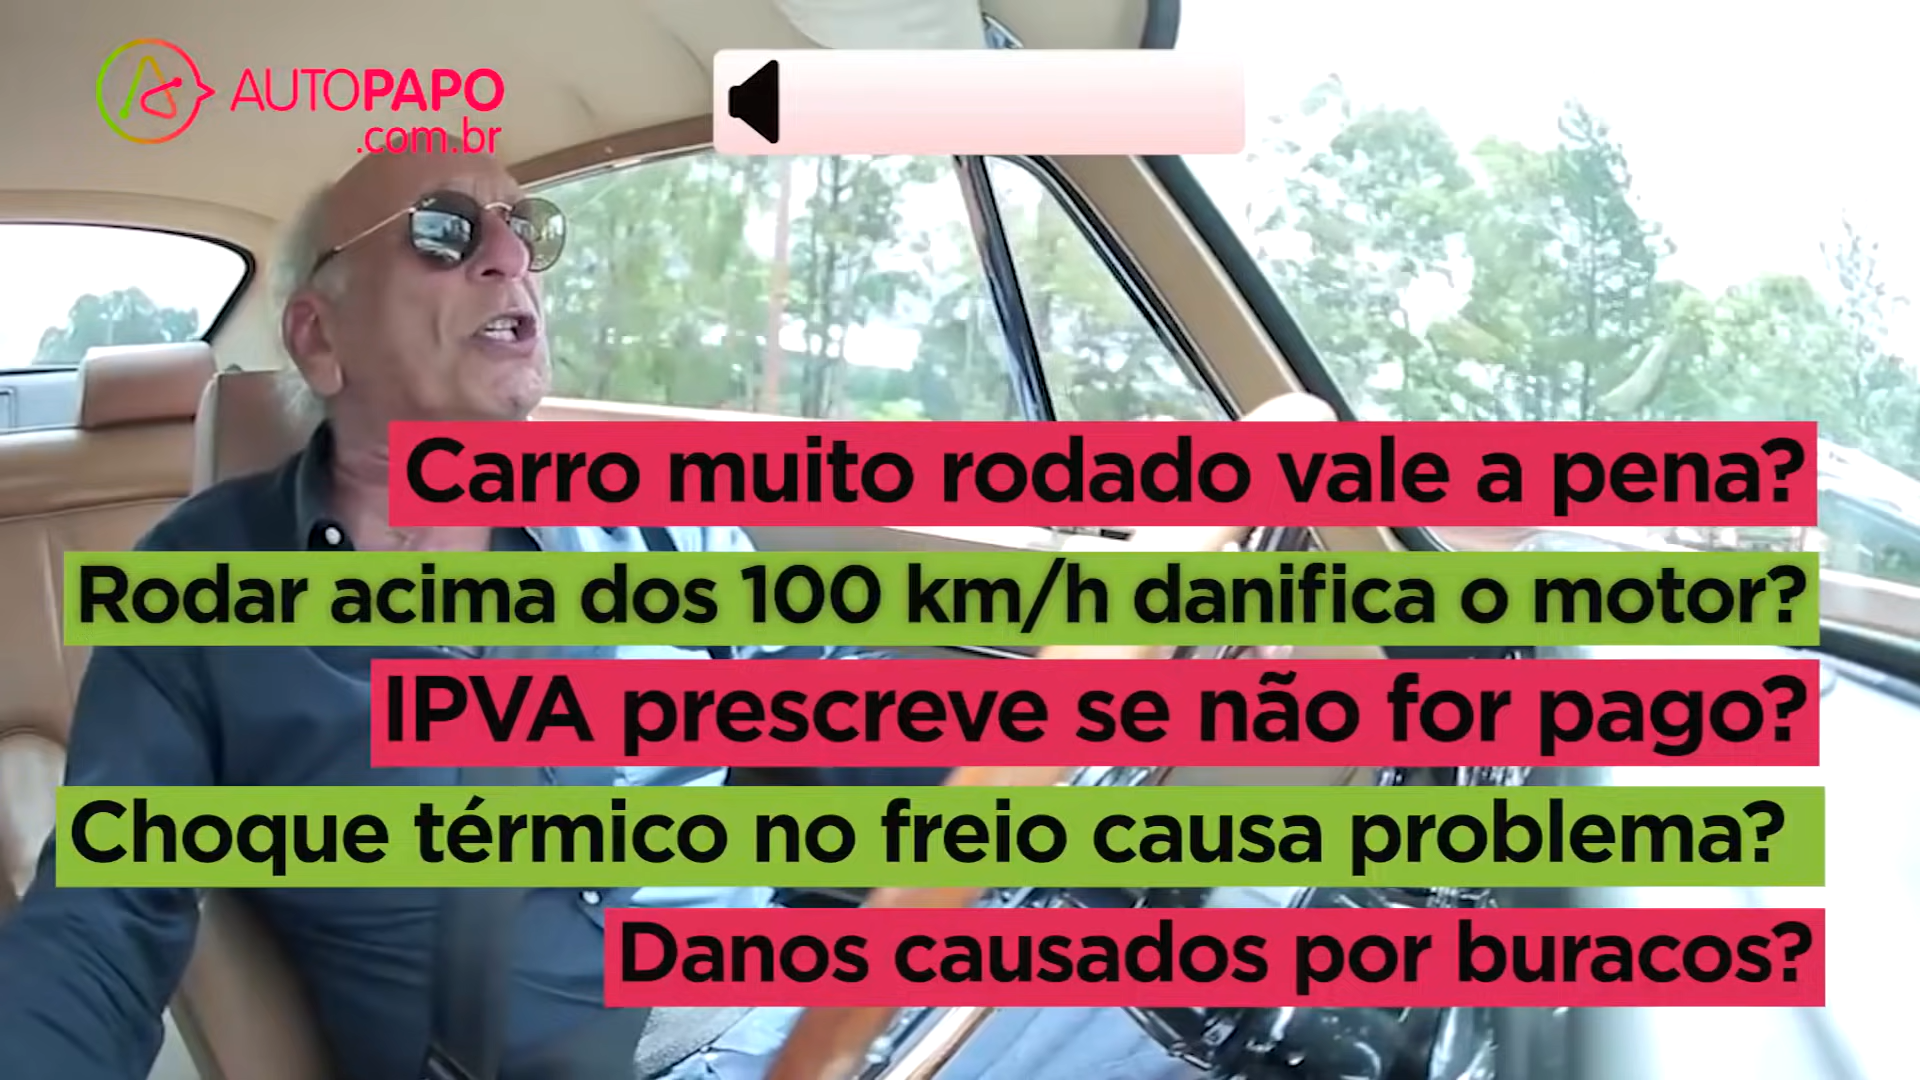 AUTOPAPO
.com.br
Carro muito rodado vale a pena?
Rodar acima dos 100 km/h danifica o motor?
IPVA prescreve se não for pago?
Choque térmico no freio causa problema?
Danos causados por buracos?